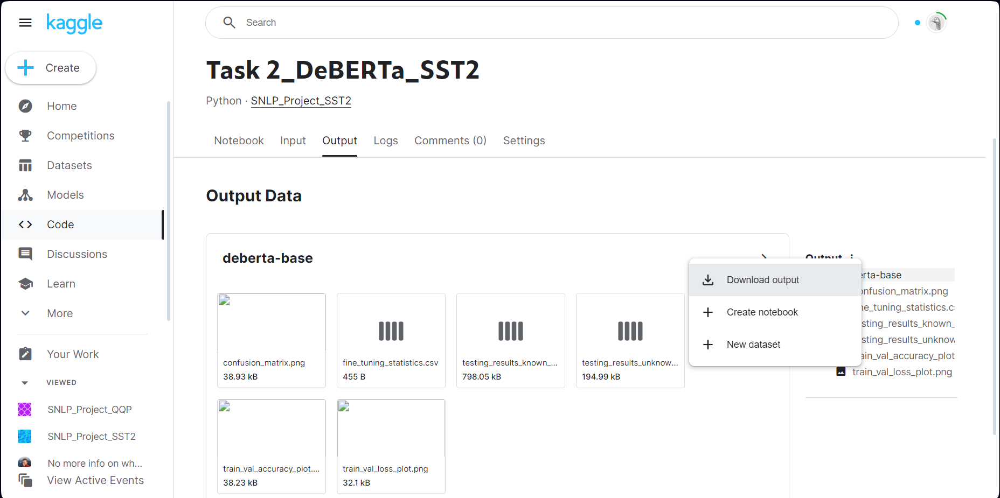 kaggle
Search
Create
Home
Competitions
Datasets
Models
Code
Discussions
Learn
More
Your Work
VIEWED
SNLP_Project_QQP
SNLP_Project_SST2
No more info on wh...
View Active Events
Task 2_DeBERTa_SST2
Python · SNLP_Project_SST2
Notebook Input Output Logs Comments (0) Settings
Output Data
deberta-base
confusion_matrix.png
38.93 kB
fine_tuning_statistics.csv
455 B
testing_results_known_...
798.05 kB
testing_results_unknow...
194.99 kB
train_val_accuracy_plot....
38.23 kB
train_val_loss_plot.png
32.1 kB
Download output
Create notebook
New dataset
Output
erta-base
onfusion_matrix.png
ne_tuning_statistics.c
sting_results_known_
sting_results_unknow
ain_val_accuracy_plot
train_val_loss_plot.png